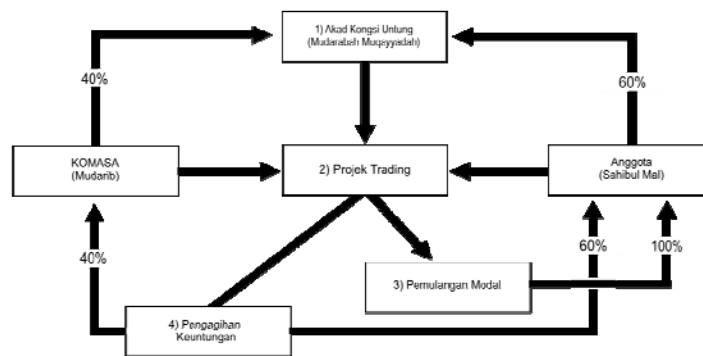 1) Akad Kongsi Untung
(Mudarabah Muqayyadah)
40%
60%
KOMASA
(Mudarib)
2) Projek Trading
Anggota
(Sahibul Mal)
40%
60%
100%
3) Pemulangan Modal
4) Pengagihan
Keuntungan